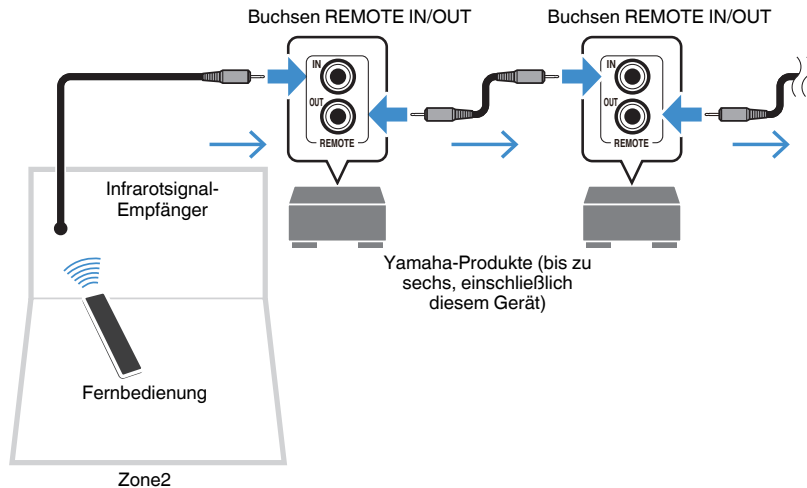 Buchsen REMOTE IN/OUT
Buchsen REMOTE IN/OUT
IN
OUT
REMOTE
IN
OUT
REMOTE
Infrarotsignal-
Empfänger
Yamaha-Produkte (bis zu
sechs, einschließlich
diesem Gerät)
Fernbedienung
Zone2